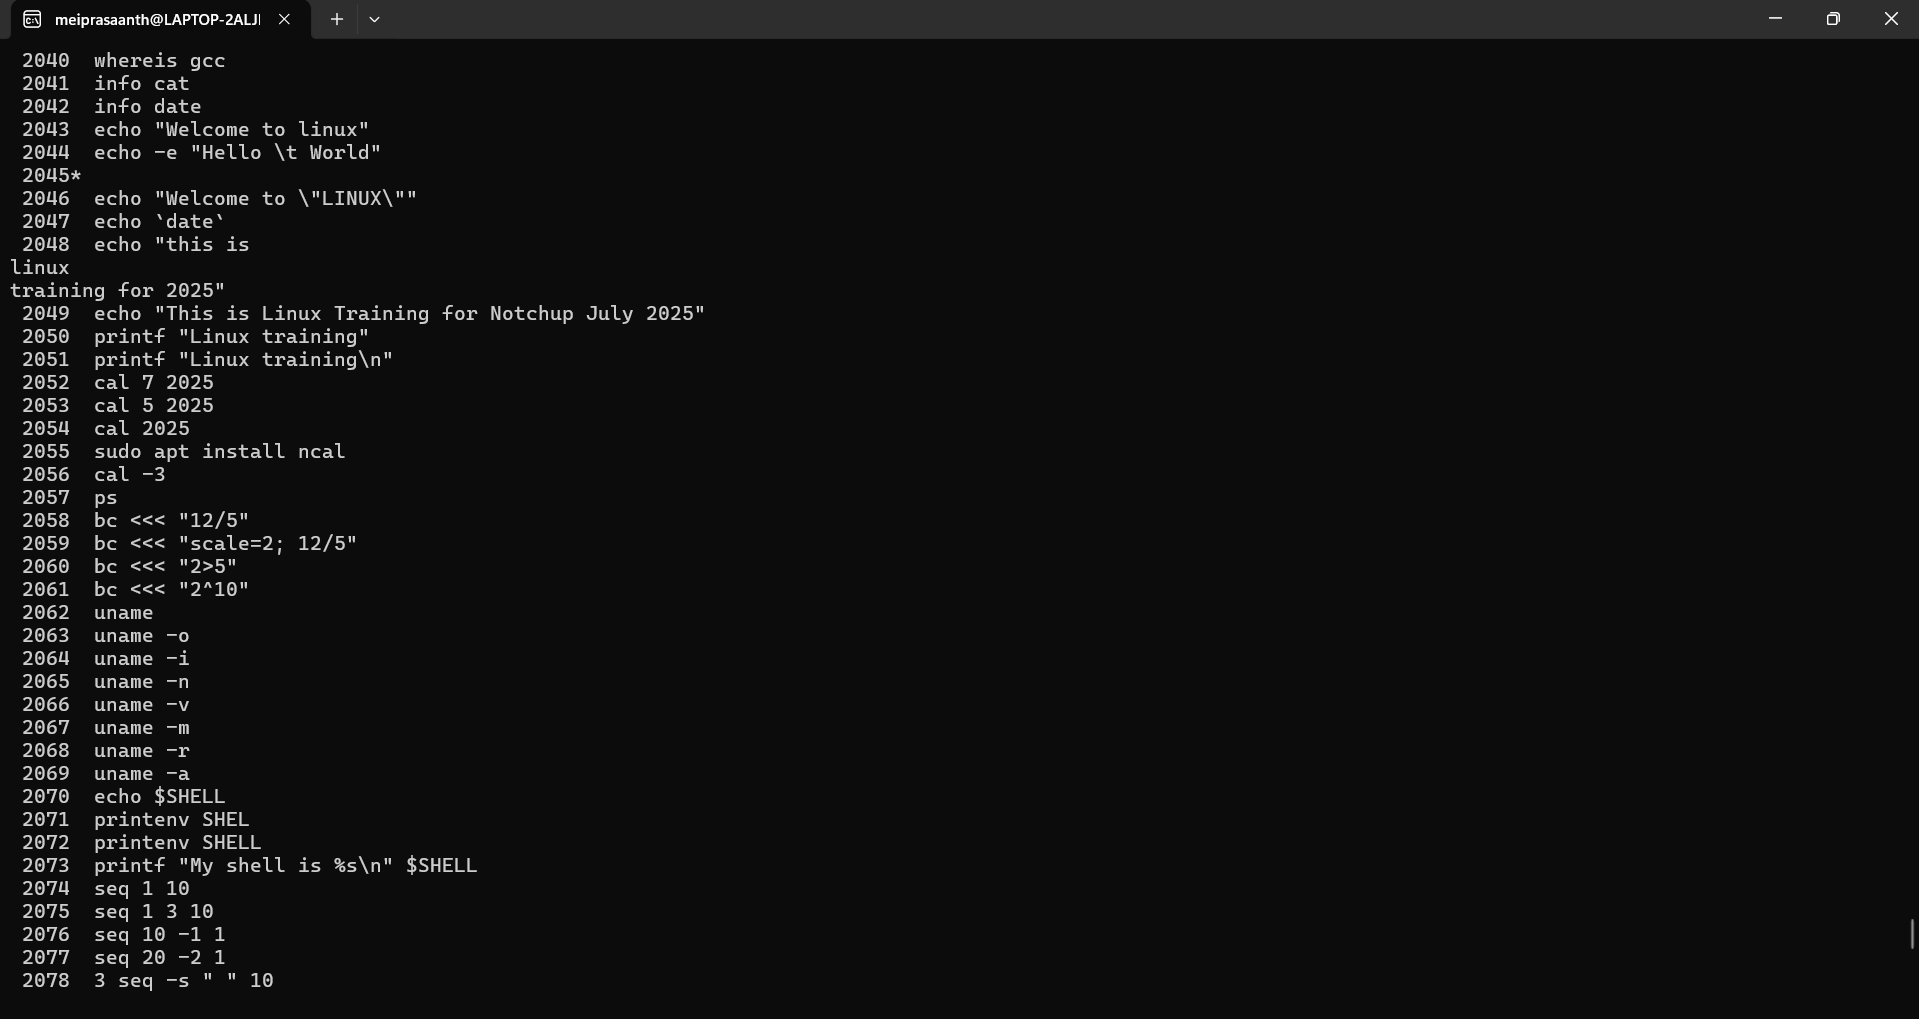 meiprasaanth@LAPTOP-2ALJI
2040  whereis gcc
2041  info cat
2042  info date
2043  echo "Welcome to linux"
2044  echo -e "Hello \t World"
2045*
2046  echo "Welcome to \"LINUX\""
2047  echo `date`
2048  echo "this is
linux
training for 2025"
2049  echo "This is Linux Training for Notchup July 2025"
2050  printf "Linux training"
2051  printf "Linux training\n"
2052  cal 7 2025
2053  cal 5 2025
2054  cal 2025
2055  sudo apt install ncal
2056  cal -3
2057  ps
2058  bc <<< "12/5"
2059  bc <<< "scale=2; 12/5"
2060  bc <<< "2>5"
2061  bc <<< "2^10"
2062  uname
2063  uname -o
2064  uname -i
2065  uname -n
2066  uname -v
2067  uname -m
2068  uname -r
2069  uname -a
2070  echo $SHELL
2071  printenv SHEL
2072  printenv SHELL
2073  printf "My shell is %s\n" $SHELL
2074  seq 1 10
2075  seq 1 3 10
2076  seq 10 -1 1
2077  seq 20 -2 1
2078  3 seq -s " " 10